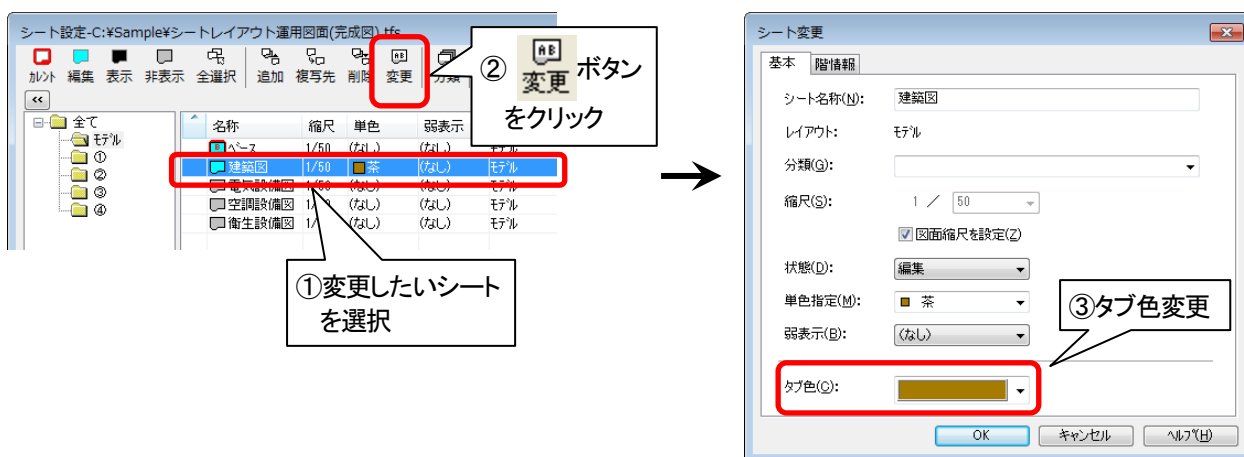 シート設定-C:¥Sample¥シートレイアウト運用図面(完成図).tfs
カレント 編集 表示 非表示 全選択 追加 複写先 削除 変更 分類
<<
全て
モデル
①
②
③
④
名称 縮尺 単色 弱表示
ベース 1/50 (なし) (なし) モデル
建築図 1/50 茶 (なし) モデル
電気設備図 1/50 (なし) (なし) モデル
空調設備図 (なし) (なし) モデル
衛生設備図 (なし) (なし) モデル
② AB 変更 ボタン
をクリック
①変更したいシート
を選択
シート変更
基本 階情報
シート名称(N): 建築図
レイアウト: モデル
分類(G):
縮尺(S): 1 / 50
図面縮尺を設定(Z)
状態(D): 編集
単色指定(M): 茶
弱表示(B): (なし)
③タブ色変更
タブ色(C):
OK キャンセル ヘルプ(H)